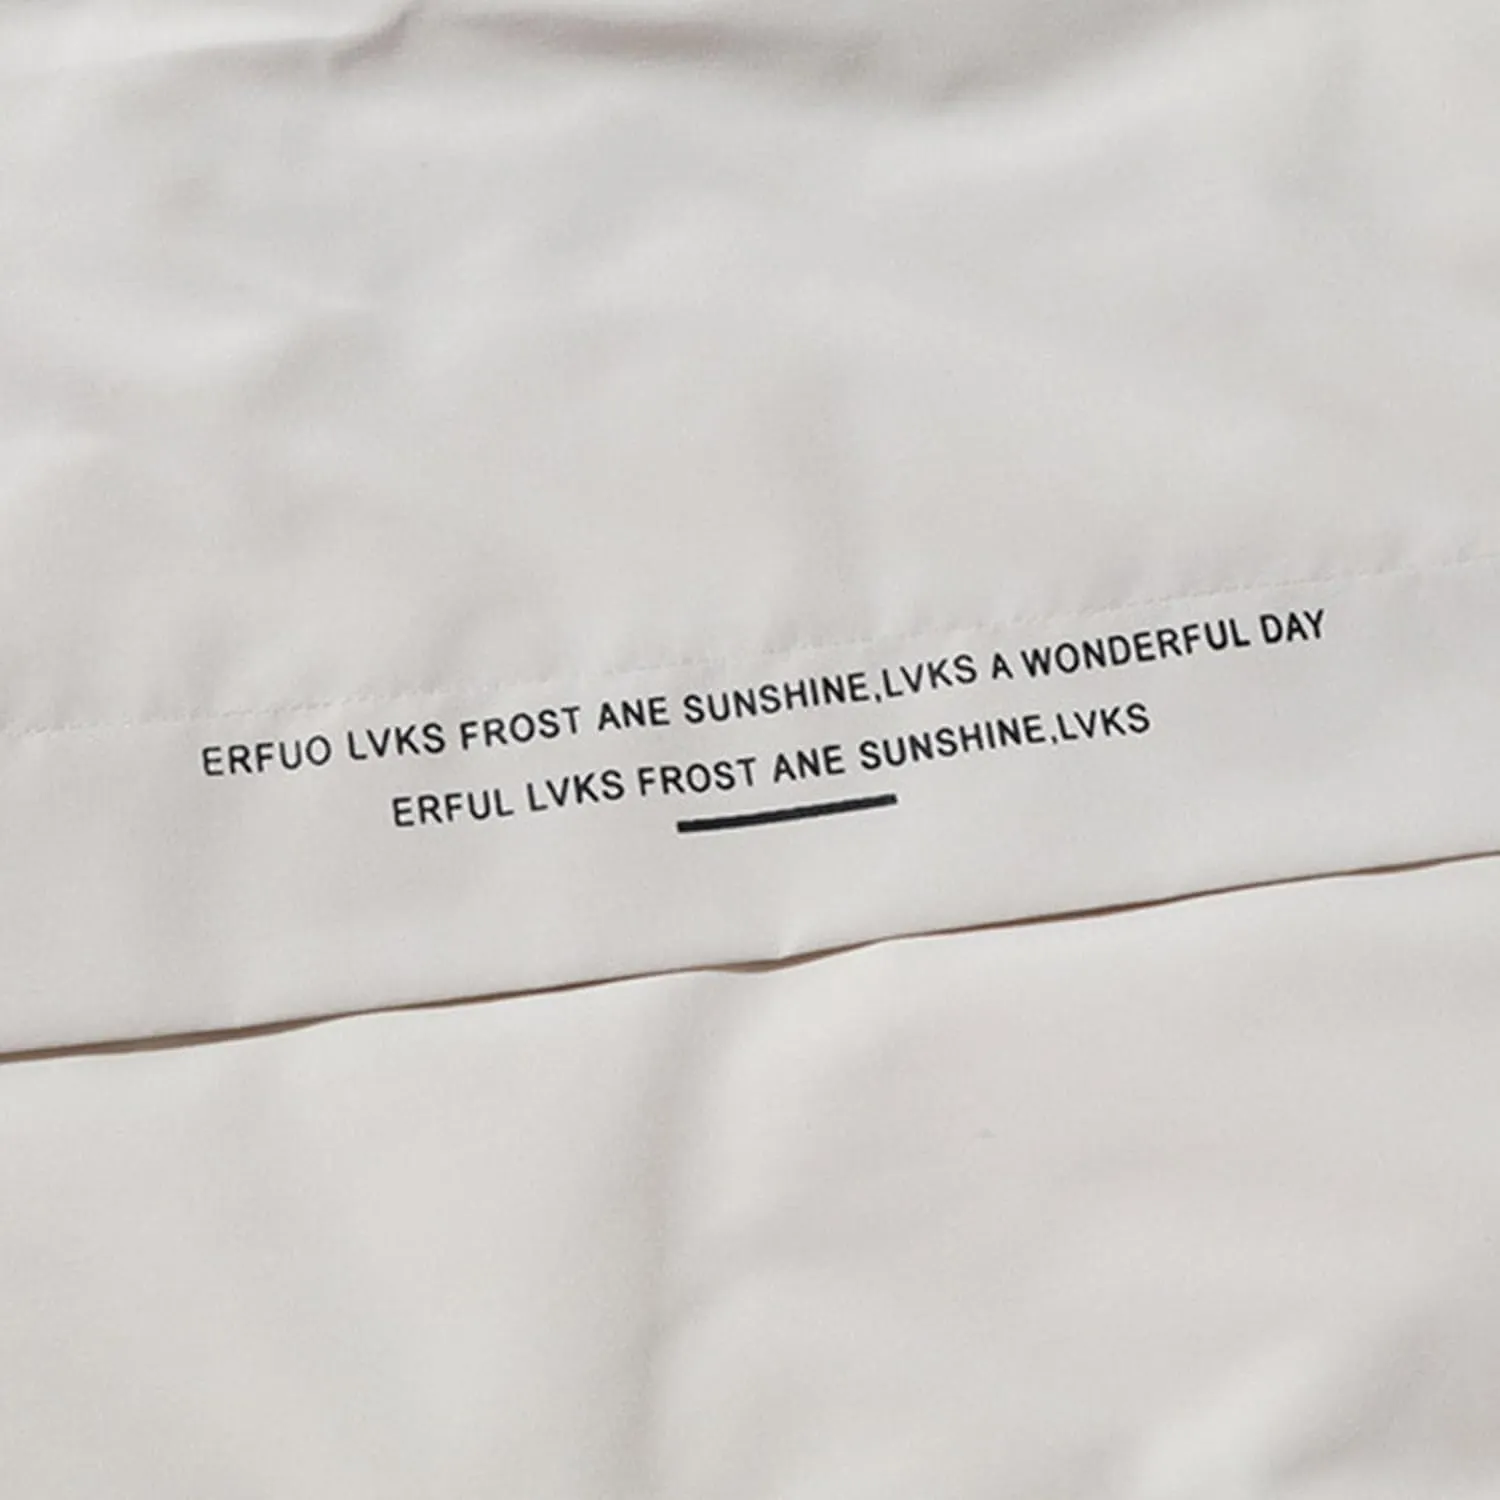 ERFUO LVKS FROST ANE SUNSHINE,LVKS A WONDERFUL DAY
ERFUL LVKS FROST ANE SUNSHINE,LVKS